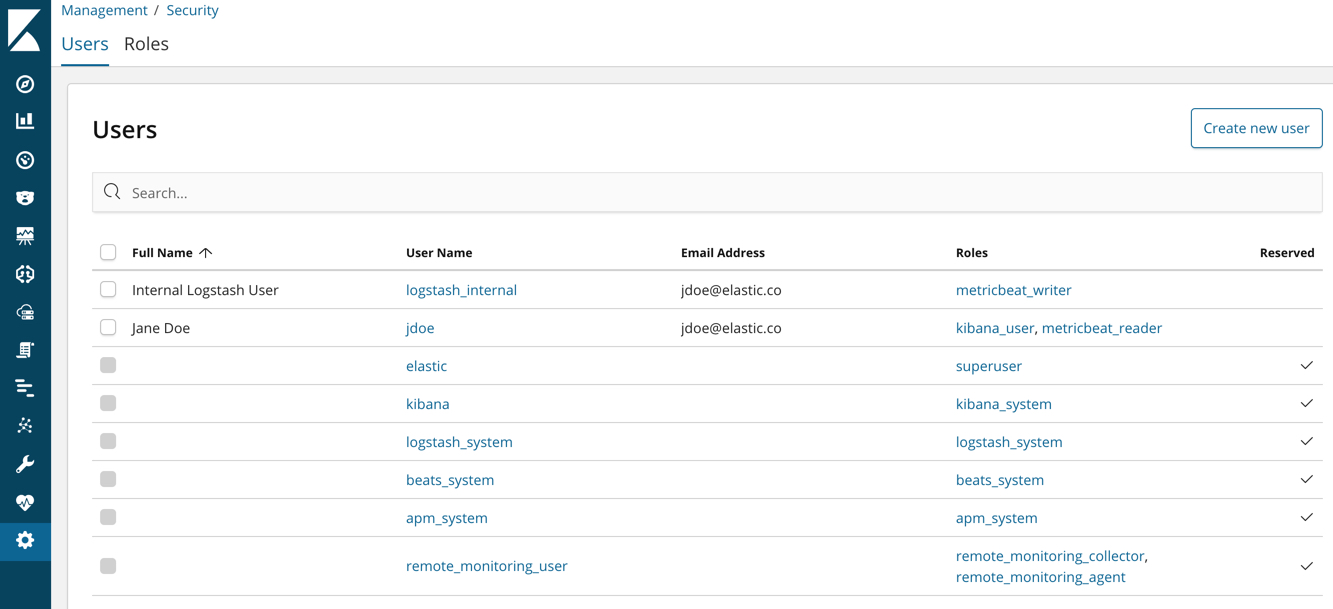 Management / Security
Users Roles
Users
Create new user
Search...
Full Name User Name Email Address Roles Reserved
Internal Logstash User logstash_internal jdoe@elastic.co metricbeat_writer
Jane Doe jdoe jdoe@elastic.co kibana_user, metricbeat_reader
elastic superuser
kibana kibana_system
logstash_system logstash_system
beats_system beats_system
apm_system apm_system
remote_monitoring_user remote_monitoring_collector,
remote_monitoring_agent